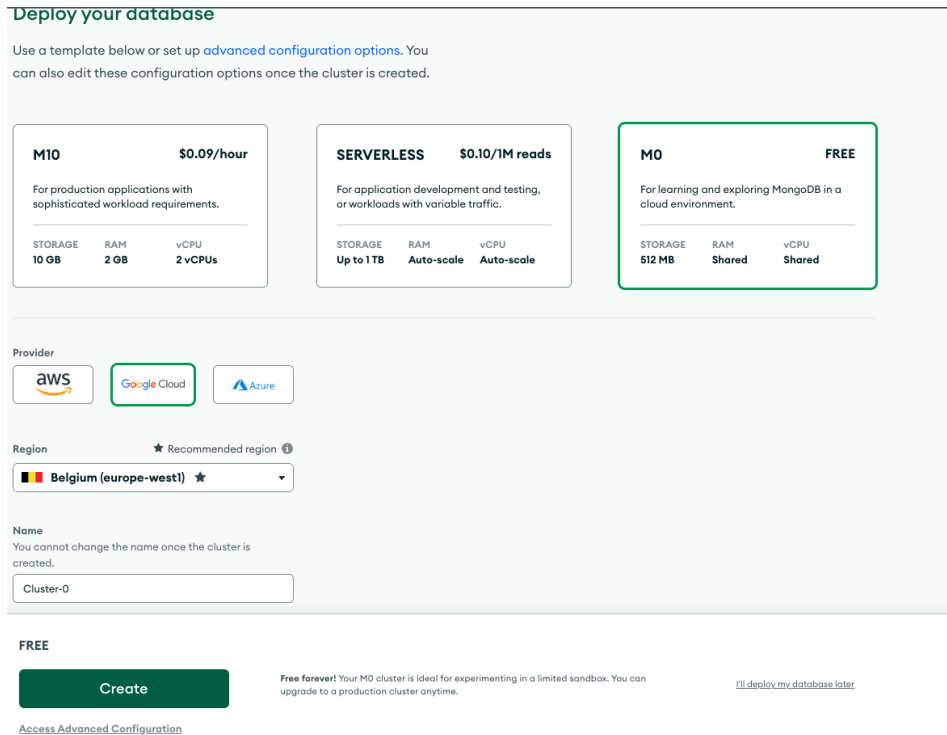 Deploy your database
Use a template below or set up advanced configuration options. You
can also edit these configuration options once the cluster is created.
M10 $0.09/hour
For production applications with
sophisticated workload requirements.
STORAGE RAM vCPU
10 GB 2 GB 2 vCPUs
SERVERLESS $0.10/1M reads
For application development and testing,
or workloads with variable traffic.
STORAGE RAM vCPU
Up to 1 TB Auto-scale Auto-scale
M0 FREE
For learning and exploring MongoDB in a
cloud environment.
STORAGE RAM vCPU
512 MB Shared Shared
Provider
aws Google Cloud Azure
Region ★ Recommended region
Belgium (europe-west1) ★
Name
You cannot change the name once the cluster is
created.
Cluster-0
FREE
Create
Free forever! Your M0 cluster is ideal for experimenting in a limited sandbox. You can
upgrade to a production cluster anytime.
I'll deploy my database later
Access Advanced Configuration